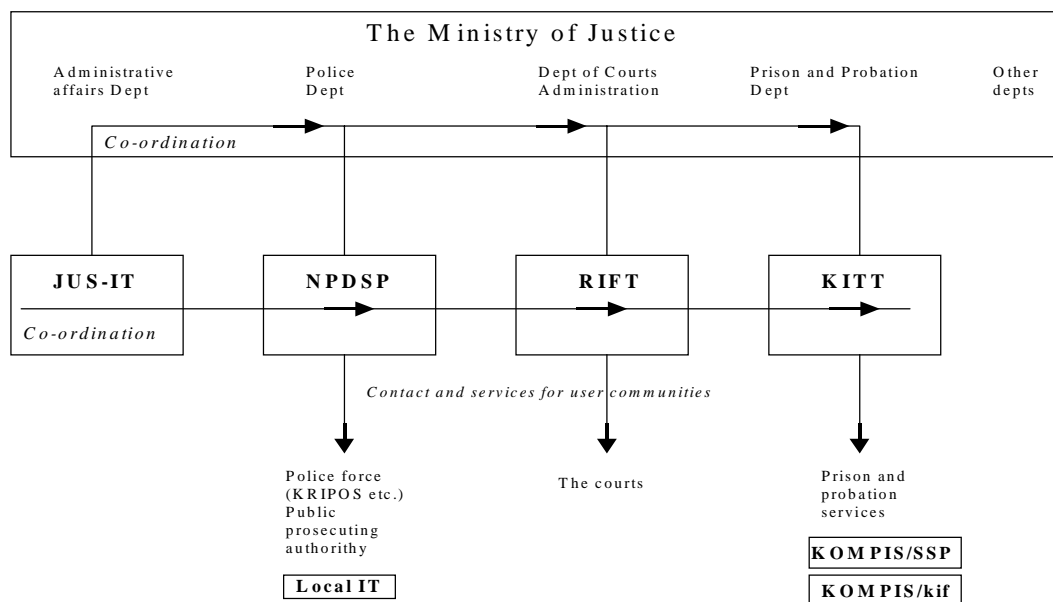 The Ministry of Justice
Administrative
affairs Dept
Police
Dept
Dept of Courts
Administration
Prison and Probation
Dept
Other
depts
Co-ordination
JUS-IT
NPDSP
RIFT
KITT
Co-ordination
Contact and services for user communities
Police force
(KRIPOS etc.)
Public
prosecuting
authorithy
The courts
Prison and
probation
services
Local IT
KOMPIS/SSP
KOMPIS/kif